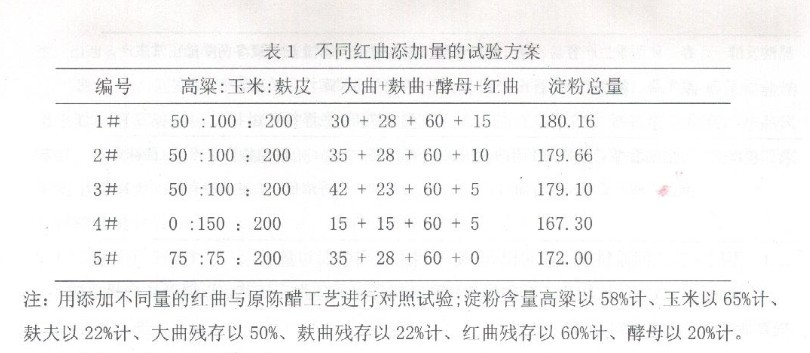 表1 不同红曲添加量的试验方案
编号 高粱:玉米:麸皮 大曲+麸曲+酵母+红曲 淀粉总量
1# 50 :100 : 200 30 + 28 + 60 + 15 180.16
2# 50 :100 : 200 35 + 28 + 60 + 10 179.66
3# 50 :100 : 200 42 + 23 + 60 + 5 179.10
4# 0 :150 : 200 15 + 15 + 60 + 5 167.30
5# 75 :75 : 200 35 + 28 + 60 + 0 172.00
注: 用添加不同量的红曲与原陈醋工艺进行对照试验;淀粉含量高粱以 58%计、玉米以 65%计、
麸夫以 22%计、大曲残存以 50%、麸曲残存以 22%计、红曲残存以 60%计、酵母以 20%计。